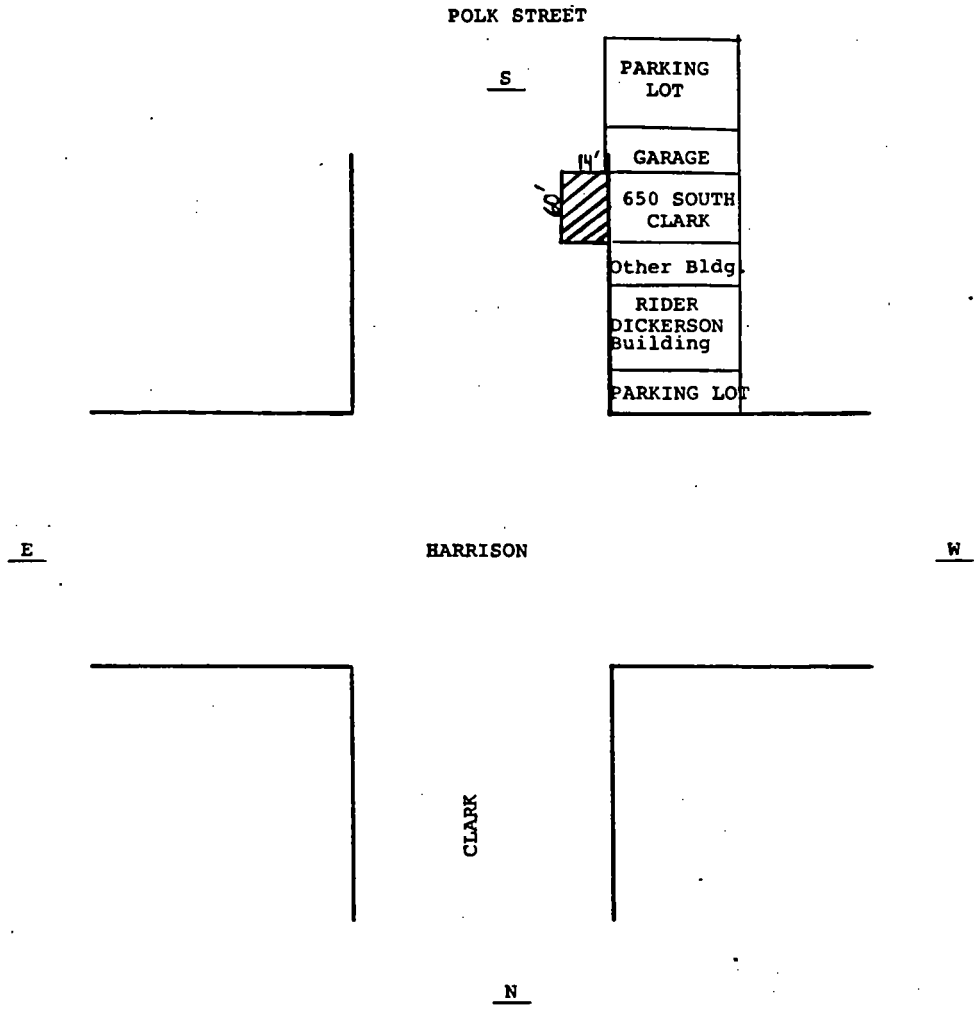 POLK STREET
S
PARKING
LOT
14'
GARAGE
60'
650 SOUTH
CLARK
Other Bldg.
RIDER
DICKERSON
Building
PARKING LOT
E
HARRISON
W
CLARK
N